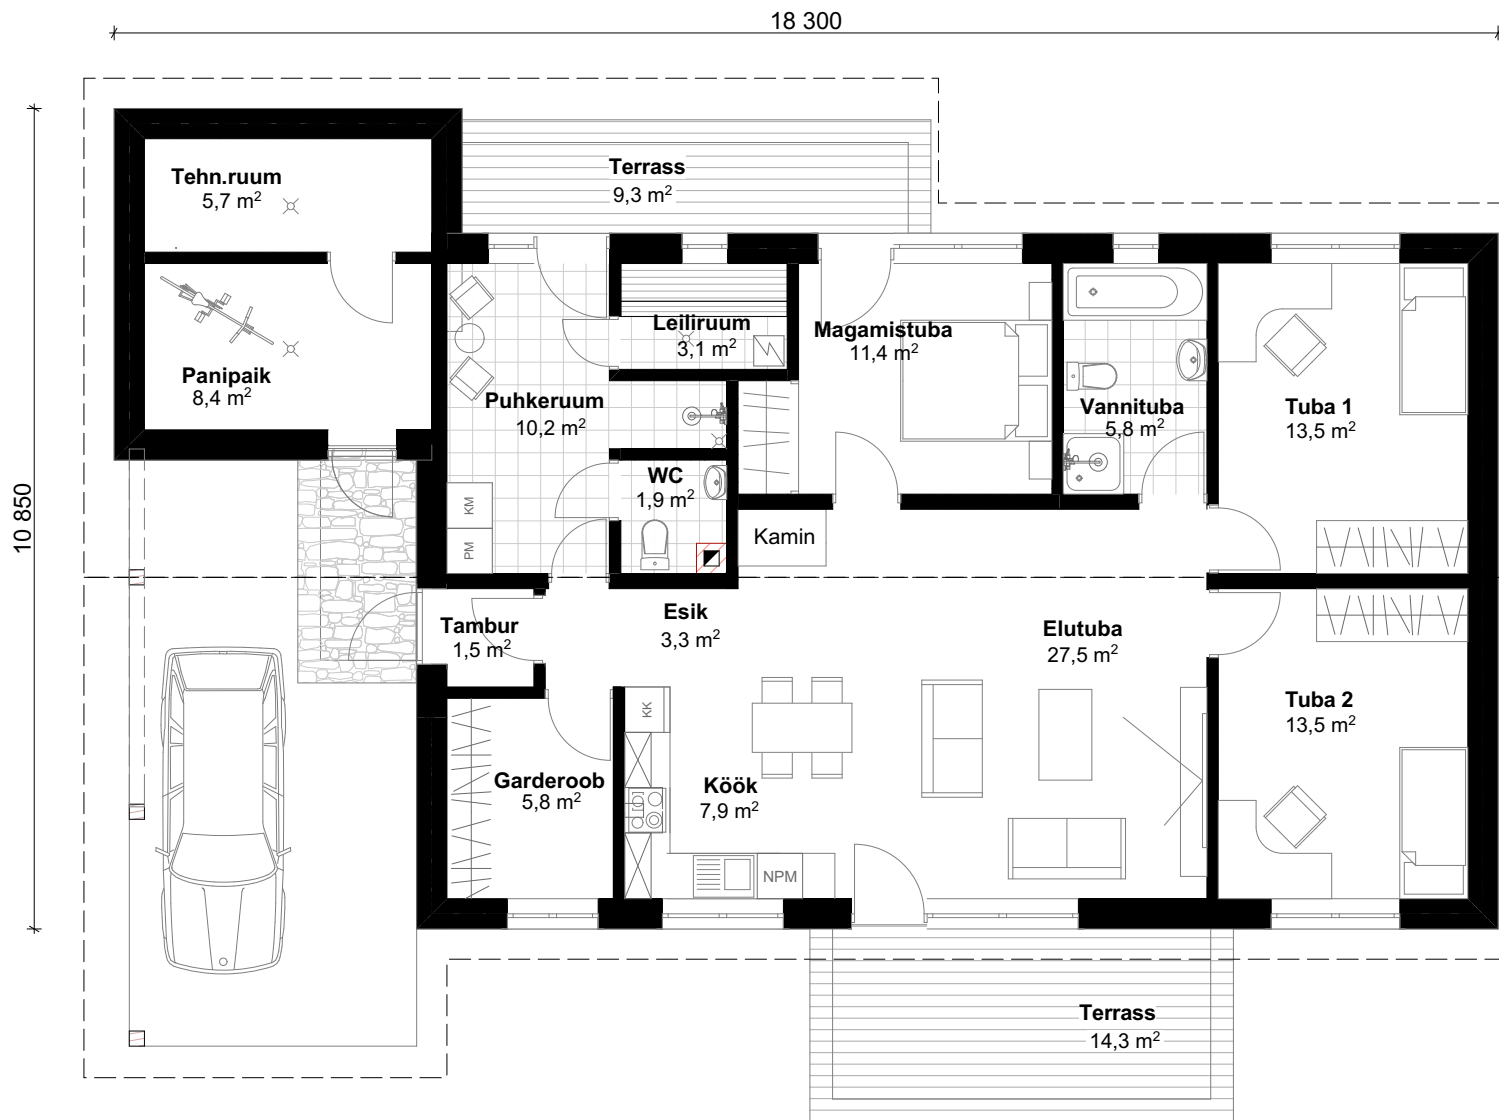 18 300
10 850
Terrass
9,3 m²
Tehn.ruum
5,7 m²
Leiliruum
3,1 m²
Magamistuba
11,4 m²
Panipaik
8,4 m²
Puhkeruum
10,2 m²
Vannituba
5,8 m²
Tuba 1
13,5 m²
WC
1,9 m²
KM
PM
Kamin
Tambur
1,5 m²
Esik
3,3 m²
Elutuba
27,5 m²
Tuba 2
13,5 m²
KK
Garderoob
5,8 m²
Köök
7,9 m²
NPM
Terrass
14,3 m²